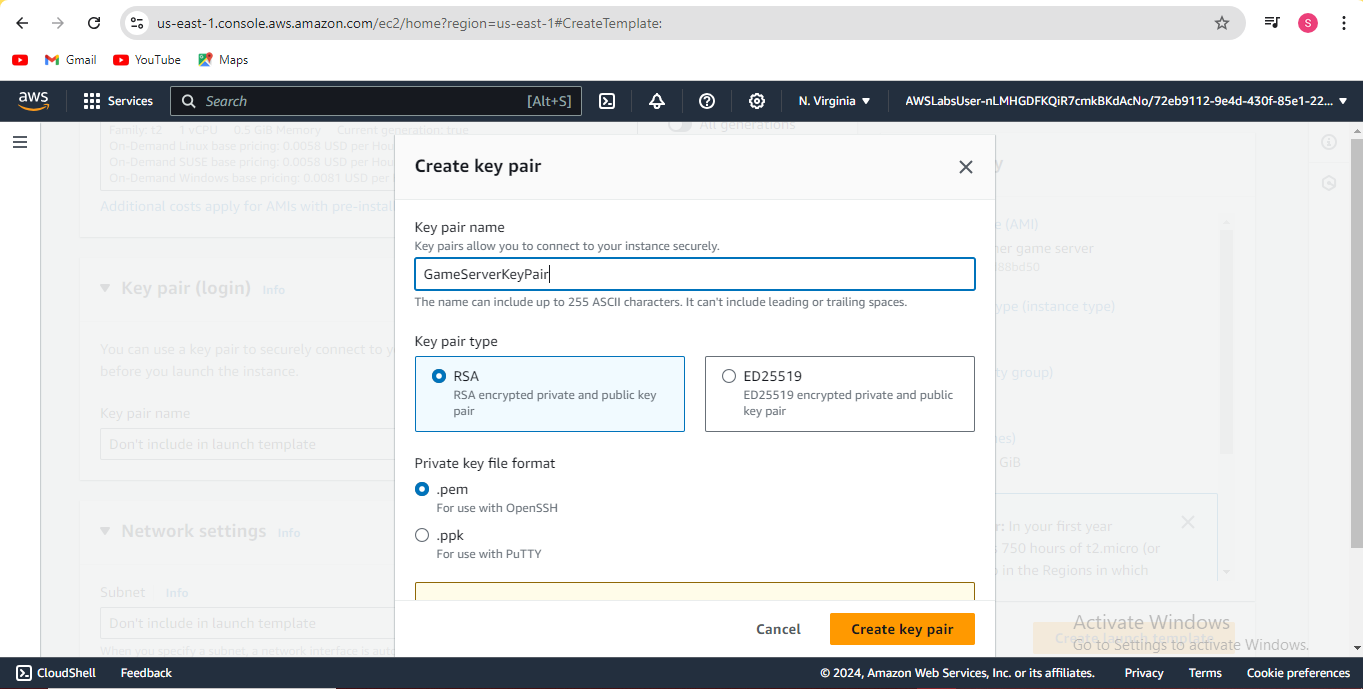 us-east-1.console.aws.amazon.com/ec2/home?region=us-east-1#CreateTemplate:
S
Gmail
YouTube
Maps
aws
Services
Search
[Alt+S]
N. Virginia
AWSLabsUser-nLMHGDFKQiR7cmkBKdAcNo/72eb9112-9e4d-430f-85e1-22...
Family: t2 1 vCPU 0.5 GiB Memory Current generation: true
On-Demand Linux base pricing: 0.0058 USD per Hou
On-Demand SUSE base pricing: 0.0058 USD per Hou
On-Demand Windows base pricing: 0.0081 USD per
Additional costs apply for AMIs with pre-install
All generations
Key pair (login) Info
You can use a key pair to securely connect to y
before you launch the instance.
Key pair name
Don't include in launch template
Network settings Info
Subnet Info
Don't include in launch template
When you specify a subnet, a network interface is auto
Create key pair
Key pair name
Key pairs allow you to connect to your instance securely.
GameServerKeyPair
The name can include up to 255 ASCII characters. It can't include leading or trailing spaces.
Key pair type
RSA
RSA encrypted private and public key
pair
ED25519
ED25519 encrypted private and public
key pair
Private key file format
.pem
For use with OpenSSH
.ppk
For use with PuTTY
Cancel
Create key pair
y
e (AMI)
er game server
88bd50
ype (instance type)
ty group)
es)
GiB
r: In your first year
750 hours of t2.micro (or
in the Regions in which
Create launch template
Activate Windows
Go to Settings to activate Windows.
CloudShell
Feedback
© 2024, Amazon Web Services, Inc. or its affiliates.
Privacy
Terms
Cookie preferences